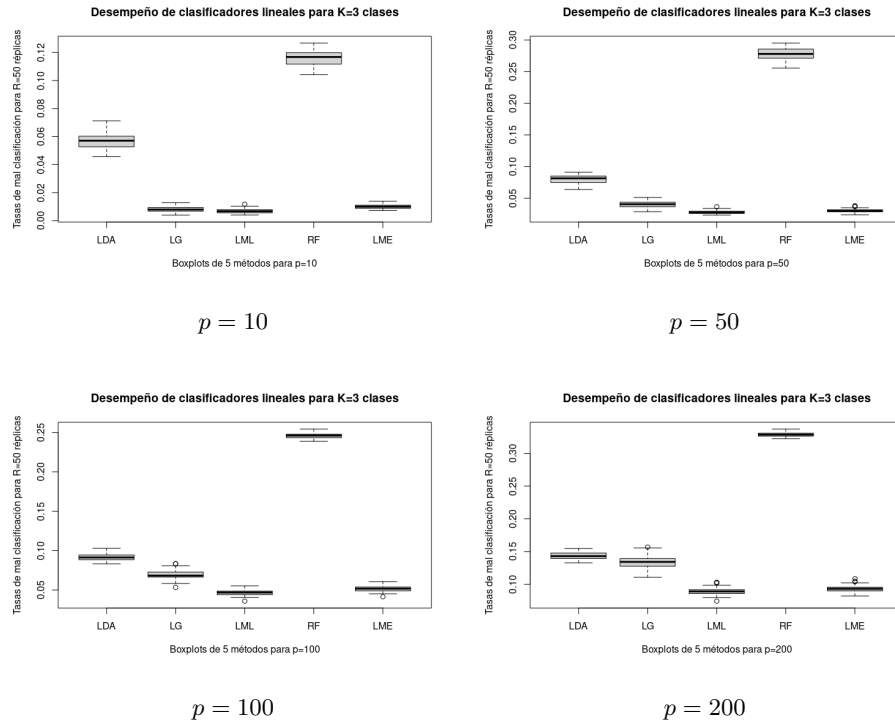 Desempeño de clasificadores lineales para K=3 clases
Tasas de mal clasificación para R=50 réplicas
0.12
0.10
0.08
0.06
0.04
0.02
0.00
LDA LG LML RF LME
Boxplots de 5 métodos para p=10
p = 10
Desempeño de clasificadores lineales para K=3 clases
Tasas de mal clasificación para R=50 réplicas
0.30
0.25
0.20
0.15
0.10
0.05
LDA LG LML RF LME
Boxplots de 5 métodos para p=50
p = 50
Desempeño de clasificadores lineales para K=3 clases
Tasas de mal clasificación para R=50 réplicas
0.25
0.20
0.15
0.10
0.05
LDA LG LML RF LME
Boxplots de 5 métodos para p=100
p = 100
Desempeño de clasificadores lineales para K=3 clases
Tasas de mal clasificación para R=50 réplicas
0.30
0.25
0.20
0.15
0.10
LDA LG LML RF LME
Boxplots de 5 métodos para p=200
p = 200